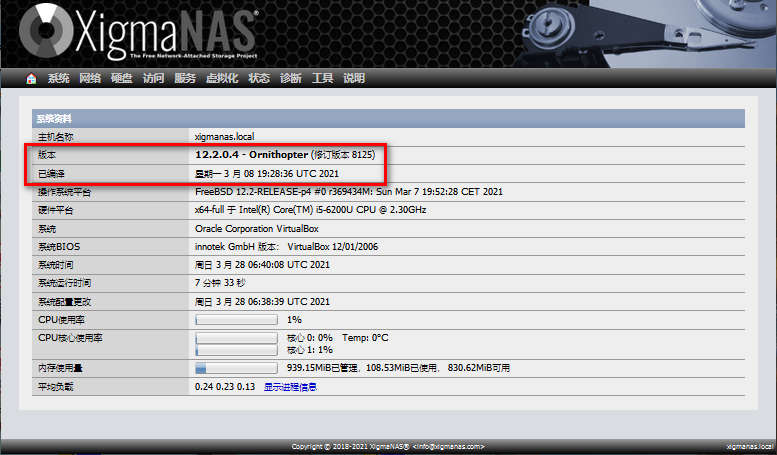 XigmaNAS®
The Free Network-Attached Storage Project
系统 网络 硬盘 访问 服务 虚拟化 状态 诊断 工具 说明
系统资料
主机名称 xigmanas.local
版本 12.2.0.4 - Ornithopter (修订版本 8125)
已编译 星期一 3 月 08 19:28:36 UTC 2021
操作系统平台 FreeBSD 12.2-RELEASE-p4 #0 r369434M: Sun Mar 7 19:52:28 CET 2021
硬件平台 x64-full 于 Intel(R) Core(TM) i5-6200U CPU @ 2.30GHz
系统 Oracle Corporation VirtualBox
系统BIOS innotek GmbH 版本： VirtualBox 12/01/2006
系统时间 周日 3 月 28 06:40:08 UTC 2021
系统运行时间 7 分钟 33 秒
系统配置更改 周日 3 月 28 06:38:39 UTC 2021
CPU使用率 1%
CPU核心使用率 核心 0: 0% Temp: 0°C
核心 1: 1%
内存使用量 939.15MiB已管理，108.53MiB已使用， 830.62MiB可用
平均负载 0.24 0.23 0.13 显示进程信息
Copyright © 2018-2021 XigmaNAS® <info@xigmanas.com>
xigmanas.local